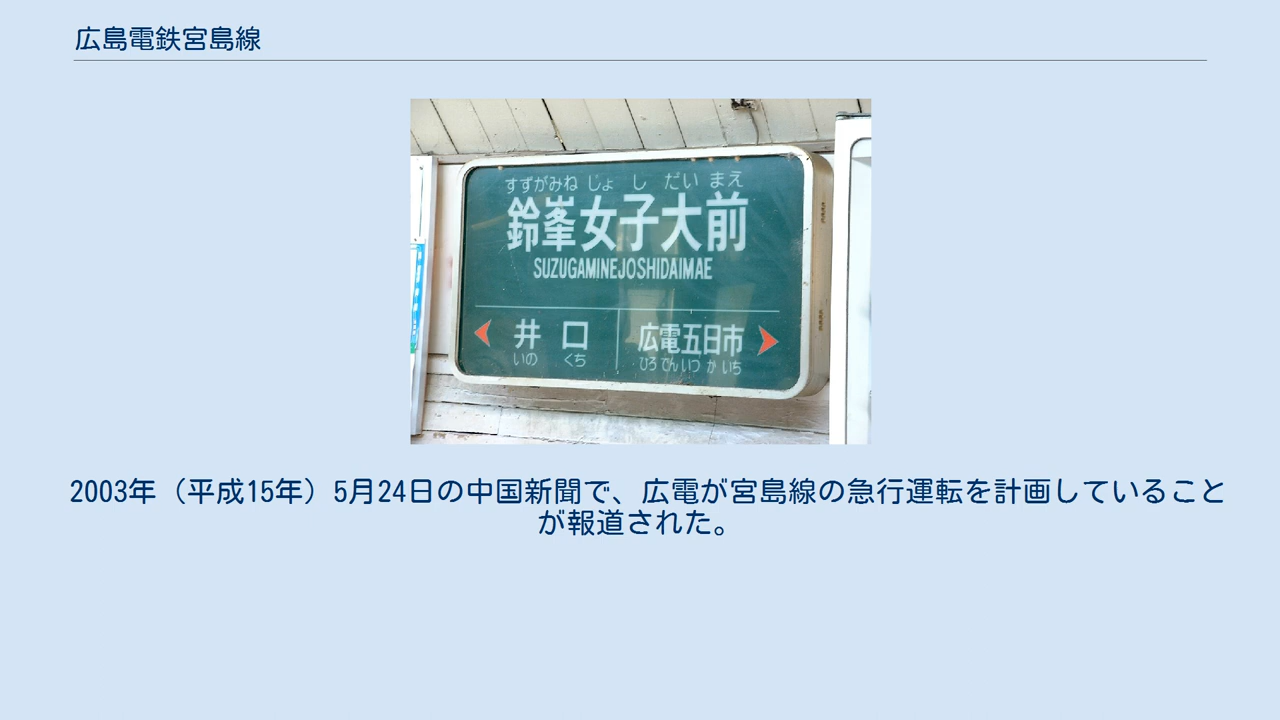 広島電鉄宮島線
すずがみね じょ し だい まえ
鈴峯女子大前
SUZUGAMINEJOSHIDAIMAE
井口
いの くち
広電五日市
ひろでんいつかいち
2003年（平成15年）5月24日の中国新聞で、広電が宮島線の急行運転を計画していること
が報道された。